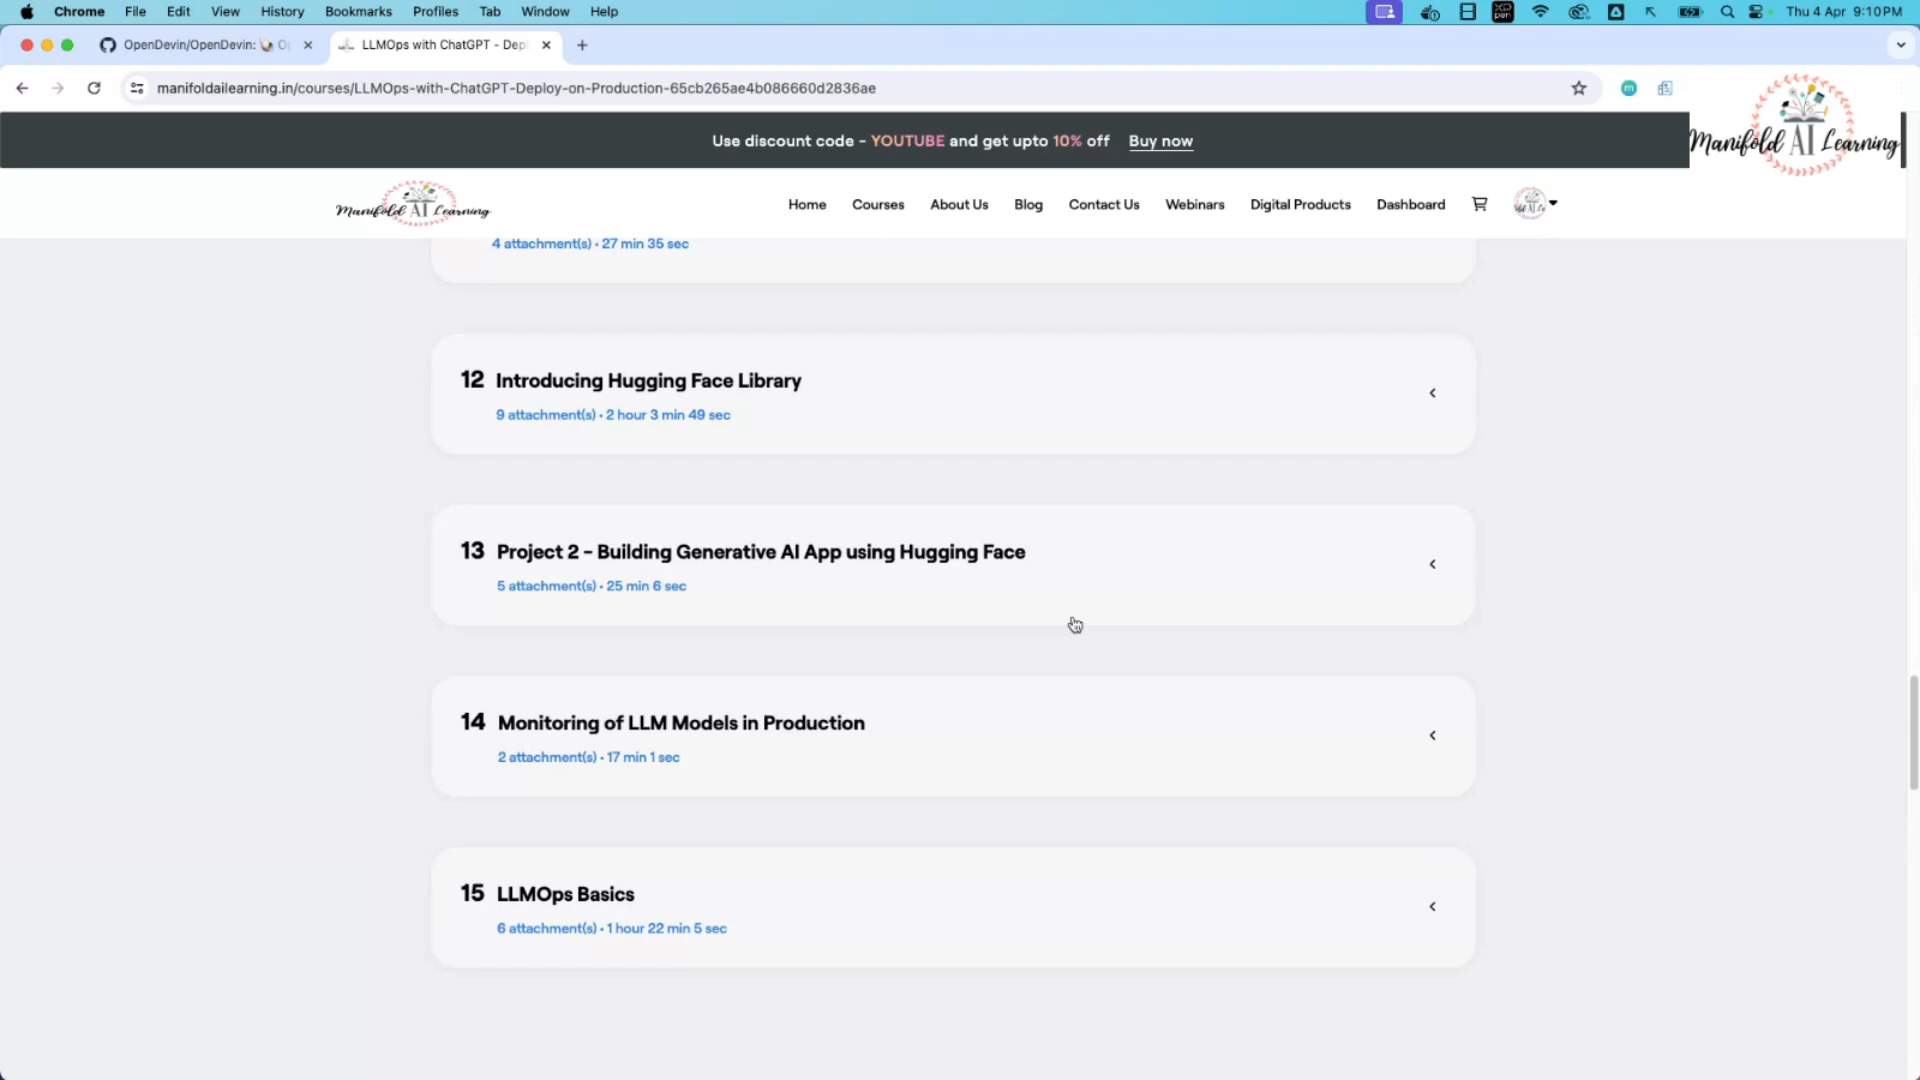 Chrome File Edit View History Bookmarks Profiles Tab Window Help
Thu 4 Apr 9:10 PM
OpenDevin/OpenDevin:
LLMOps with ChatGPT - Dep
manifoldailearning.in/courses/LLMOps-with-ChatGPT-Deploy-on-Production-65cb265ae4b086660d2836ae
Use discount code - YOUTUBE and get upto 10% off Buy now
Manifold AI Learning
Manifold AI Learning
Home Courses About Us Blog Contact Us Webinars Digital Products Dashboard
4 attachment(s) • 27 min 35 sec
12 Introducing Hugging Face Library
9 attachment(s) • 2 hour 3 min 49 sec
13 Project 2 - Building Generative AI App using Hugging Face
5 attachment(s) • 25 min 6 sec
14 Monitoring of LLM Models in Production
2 attachment(s) • 17 min 1 sec
15 LLMOps Basics
6 attachment(s) • 1 hour 22 min 5 sec